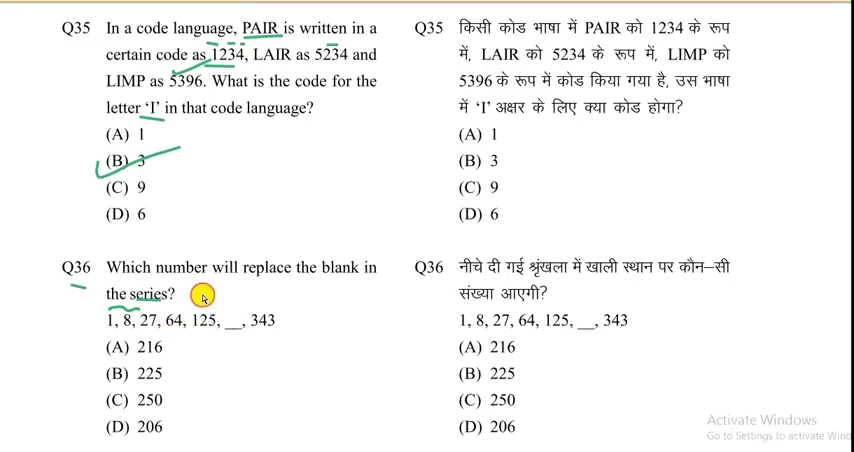 Q35 In a code language, PAIR is written in a
certain code as 1234, LAIR as 5234 and
LIMP as 5396. What is the code for the
letter ‘I’ in that code language?
(A) 1
(B) 3
(C) 9
(D) 6
Q36 Which number will replace the blank in
the series?
1, 8, 27, 64, 125, __, 343
(A) 216
(B) 225
(C) 250
(D) 206
Q35 किसी कोड भाषा में PAIR को 1234 के रूप
में, LAIR को 5234 के रूप में, LIMP को
5396 के रूप में कोड किया गया है, उस भाषा
में ‘I’ अक्षर के लिए क्या कोड होगा?
(A) 1
(B) 3
(C) 9
(D) 6
Q36 नीचे दी गई श्रृंखला में खाली स्थान पर कौन–सी
संख्या आएगी?
1, 8, 27, 64, 125, __, 343
(A) 216
(B) 225
(C) 250
(D) 206
Activate Windows
Go to Settings to activate Wind